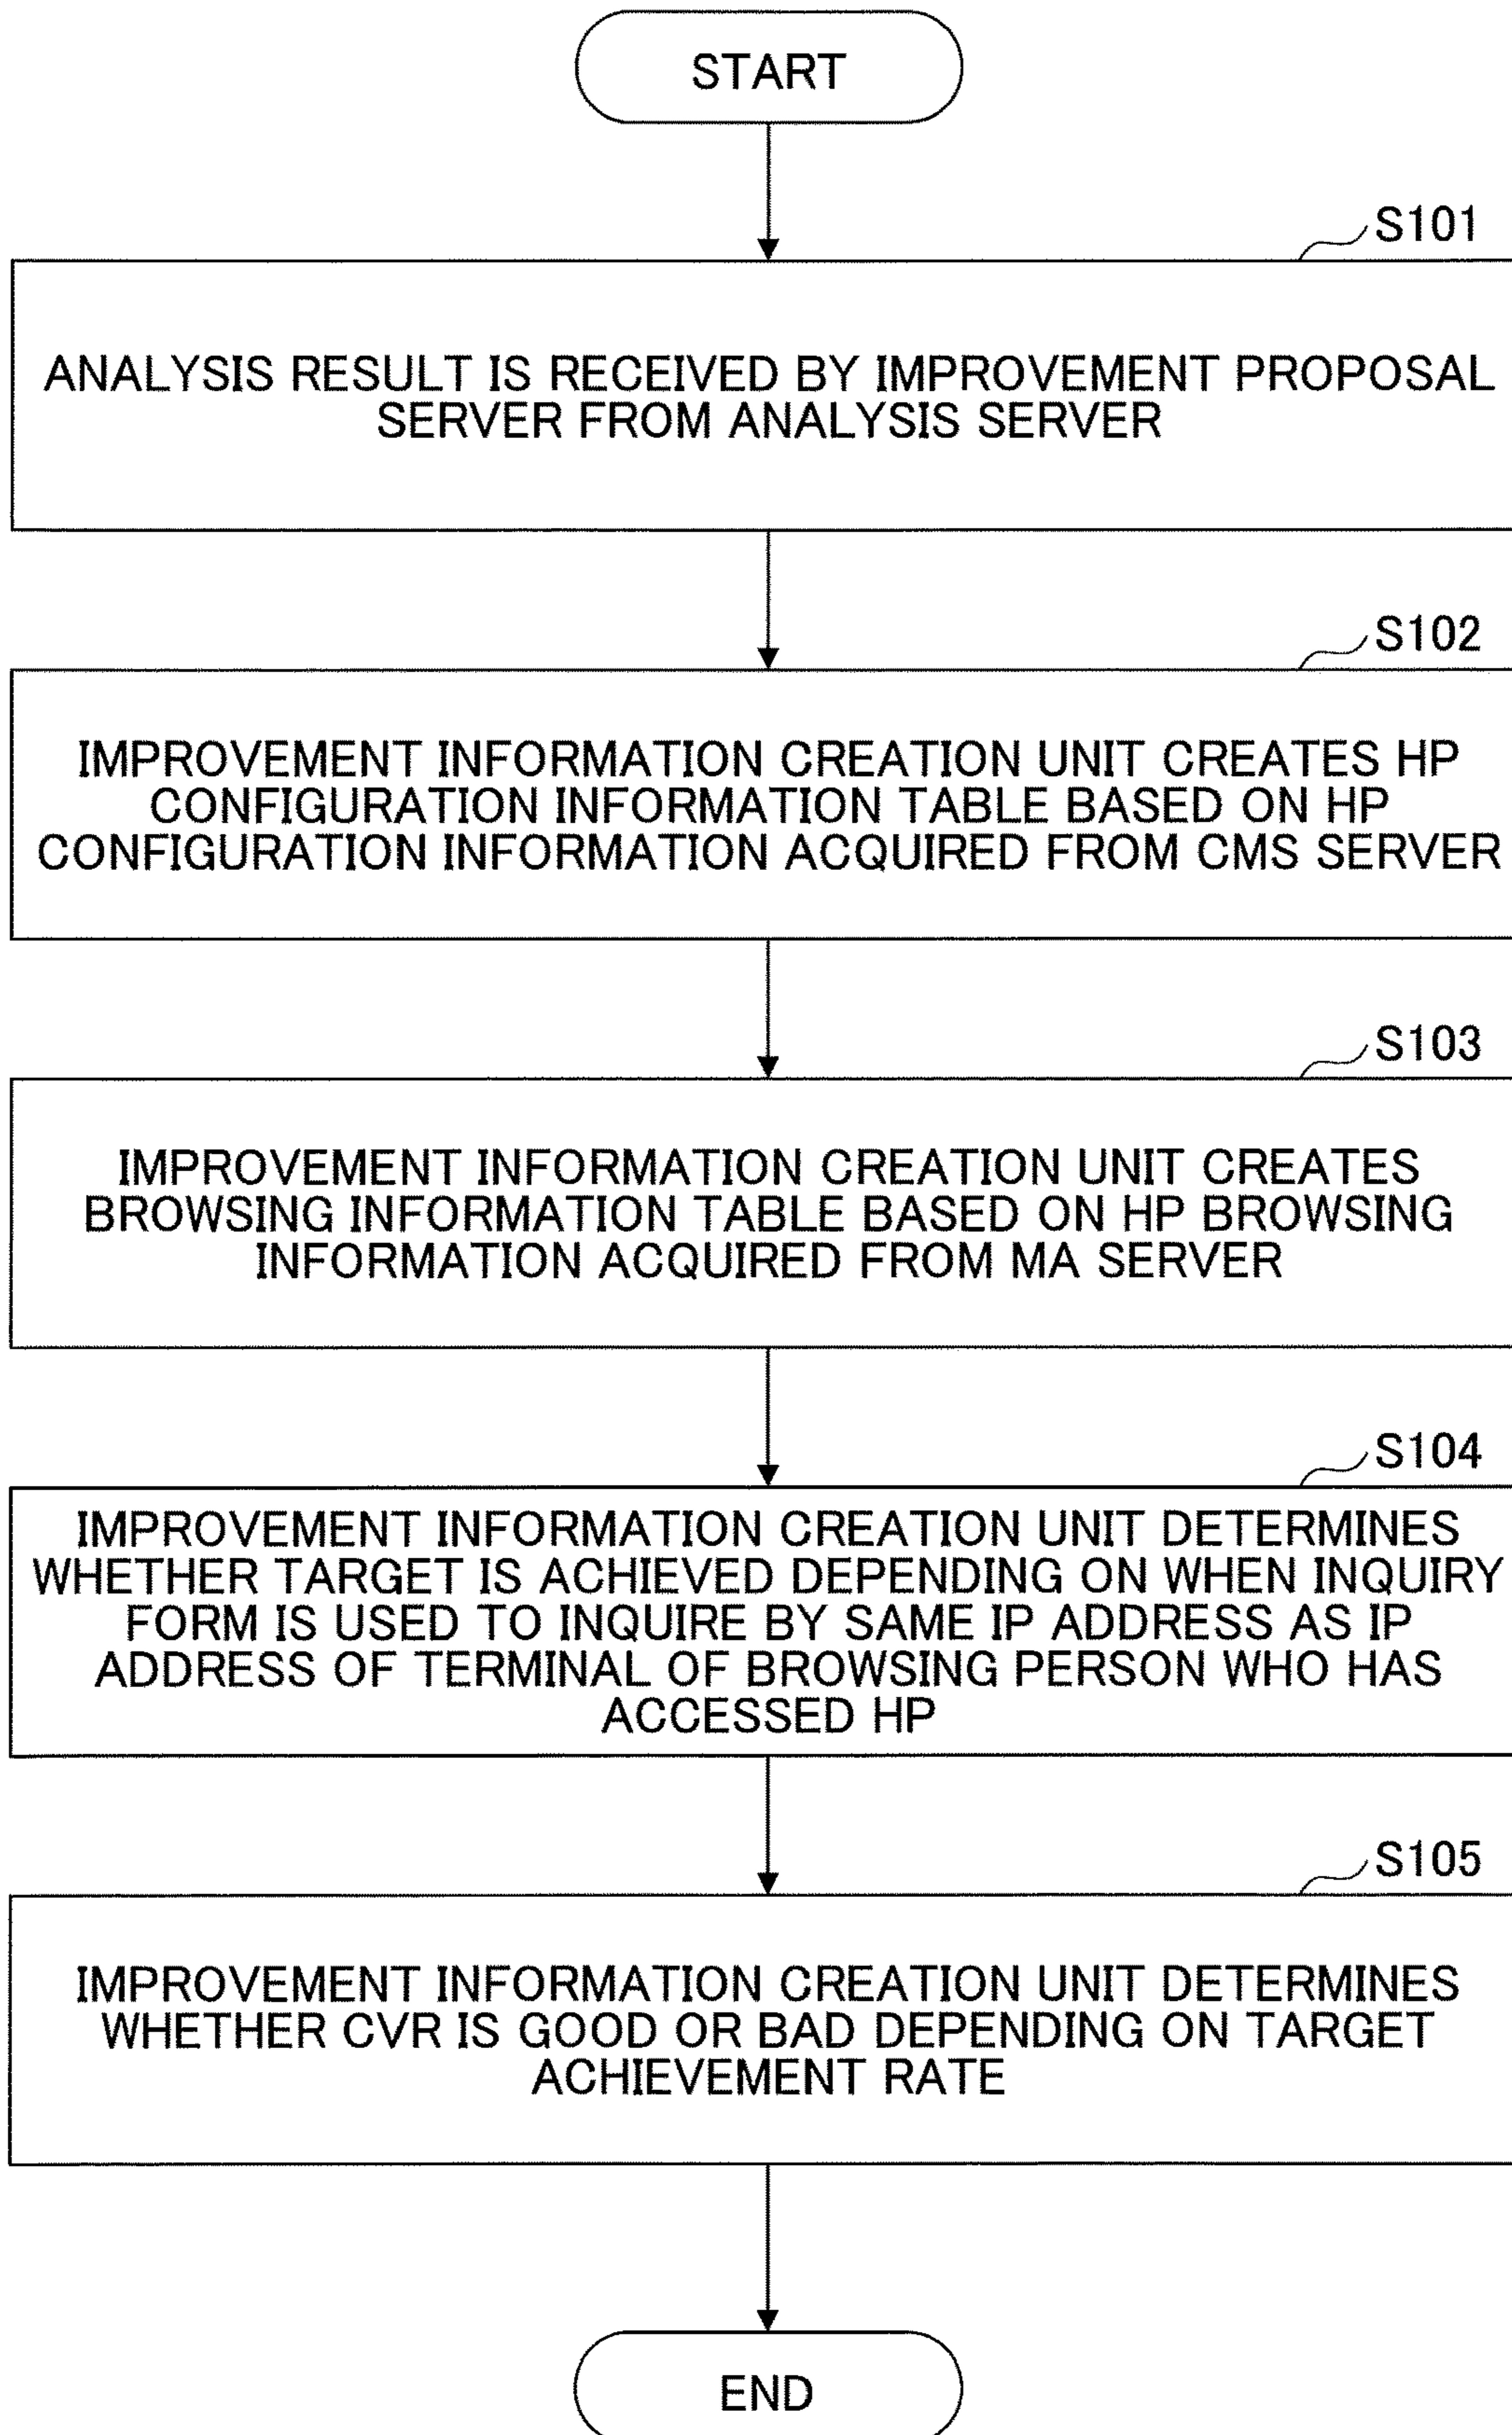 START
S101
ANALYSIS RESULT IS RECEIVED BY IMPROVEMENT PROPOSAL
SERVER FROM ANALYSIS SERVER
S102
IMPROVEMENT INFORMATION CREATION UNIT CREATES HP
CONFIGURATION INFORMATION TABLE BASED ON HP
CONFIGURATION INFORMATION ACQUIRED FROM CMS SERVER
S103
IMPROVEMENT INFORMATION CREATION UNIT CREATES
BROWSING INFORMATION TABLE BASED ON HP BROWSING
INFORMATION ACQUIRED FROM MA SERVER
S104
IMPROVEMENT INFORMATION CREATION UNIT DETERMINES
WHETHER TARGET IS ACHIEVED DEPENDING ON WHEN INQUIRY
FORM IS USED TO INQUIRE BY SAME IP ADDRESS AS IP
ADDRESS OF TERMINAL OF BROWSING PERSON WHO HAS
ACCESSED HP
S105
IMPROVEMENT INFORMATION CREATION UNIT DETERMINES
WHETHER CVR IS GOOD OR BAD DEPENDING ON TARGET
ACHIEVEMENT RATE
END